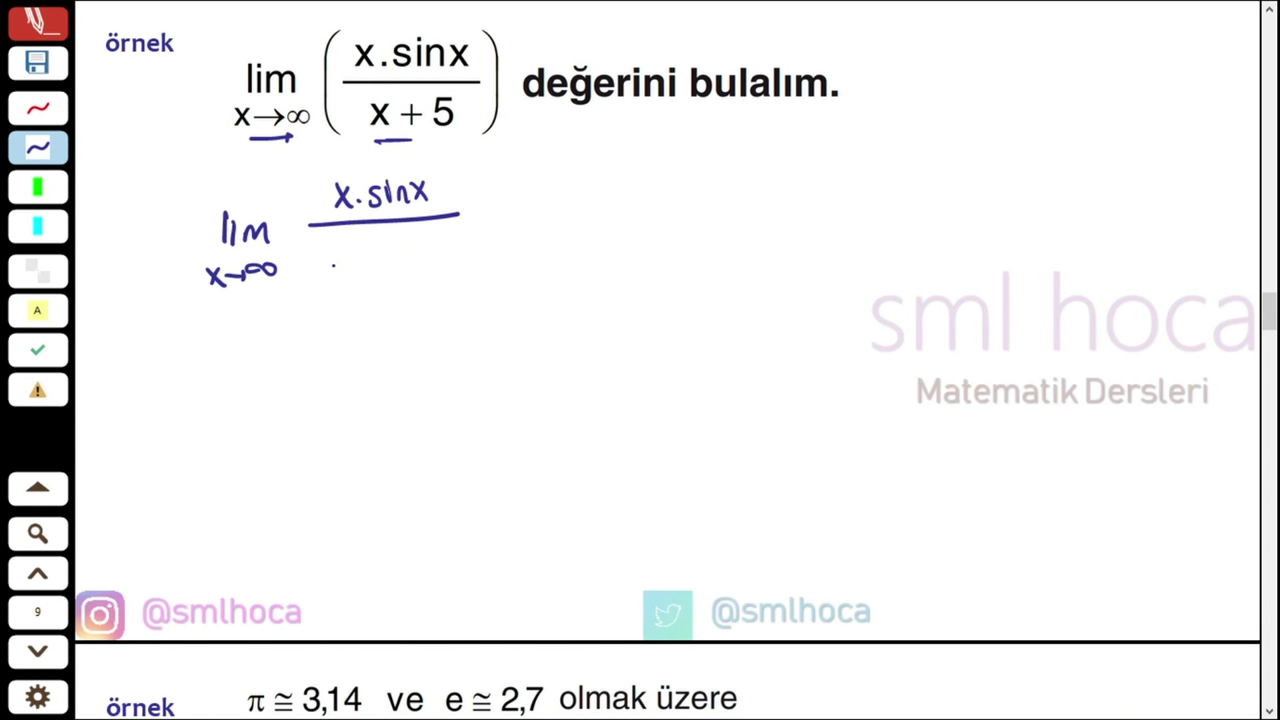 örnek
lim x→∞ ( x.sinx / x + 5 ) değerini bulalım.
lim x→∞ x.sinx
sml hoca
Matematik Dersleri
A
9
@smlhoca @smlhoca
örnek π ≅ 3,14 ve e ≅ 2,7 olmak üzere